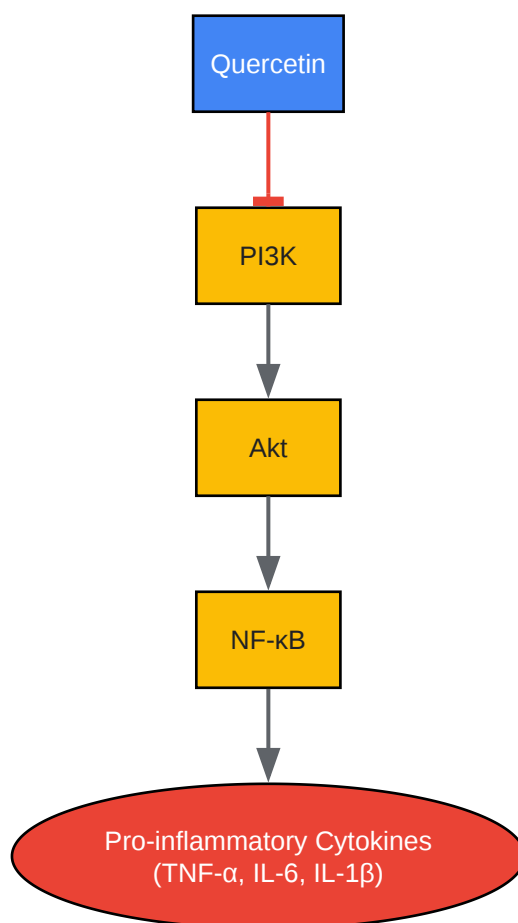 Quercetin
PI3K
Akt
NF-κB
Pro-inflammatory Cytokines
(TNF-α, IL-6, IL-1β)